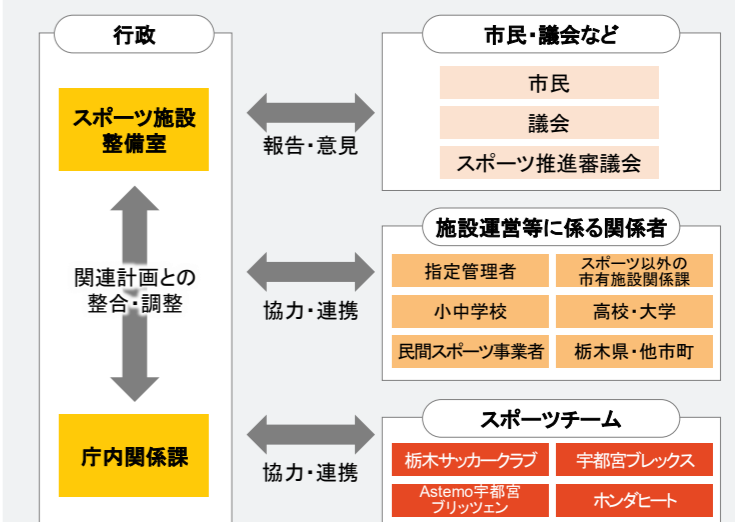 行政
スポーツ施設
整備室
関連計画との
整合・調整
庁内関係課
報告・意見
協力・連携
協力・連携
市民・議会など
市民
議会
スポーツ推進審議会
施設運営等に係る関係者
指定管理者
スポーツ以外の
市有施設関係課
小中学校
高校・大学
民間スポーツ事業者
栃木県・他市町
スポーツチーム
栃木サッカークラブ
宇都宮ブレックス
Astemo宇都宮
ブリッツェン
ホンダヒート